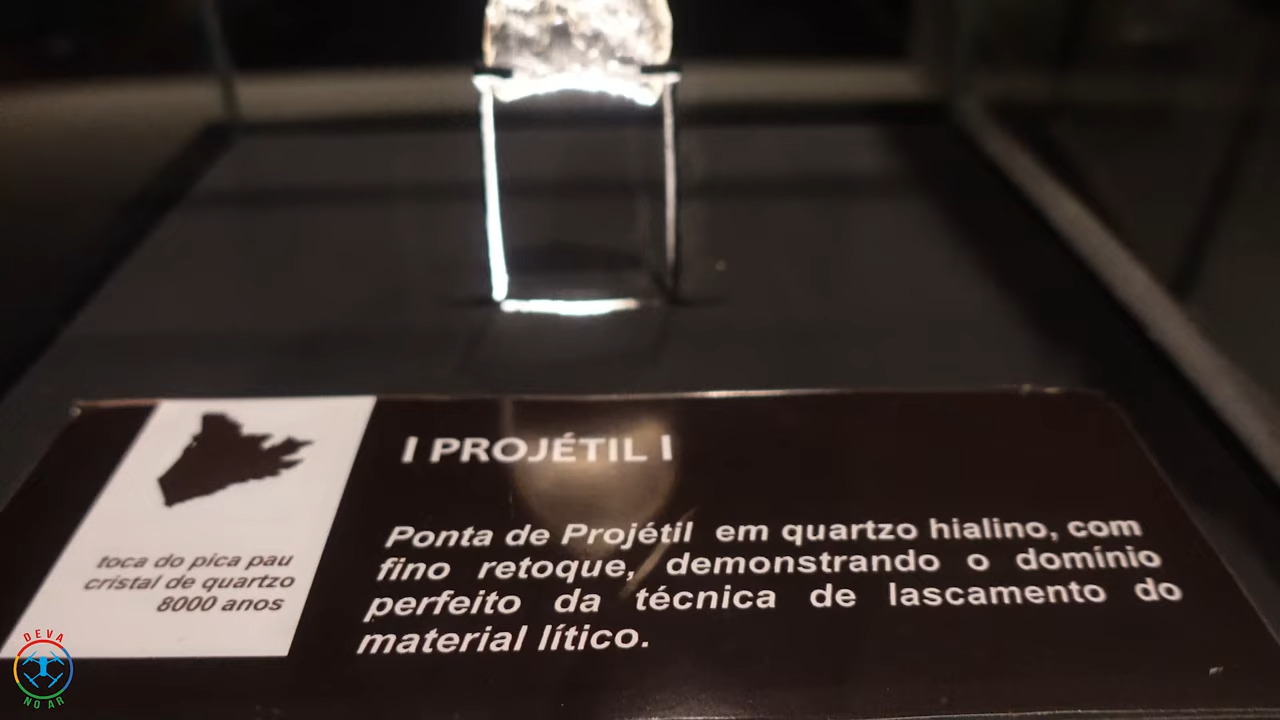 I PROJÉTIL I
Ponta de Projétil em quartzo hialino, com
fino retoque, demonstrando o domínio
perfeito da técnica de lascamento do
material lítico.
toca do pica pau
cristal de quartzo
8000 anos
DEVA
NO AR